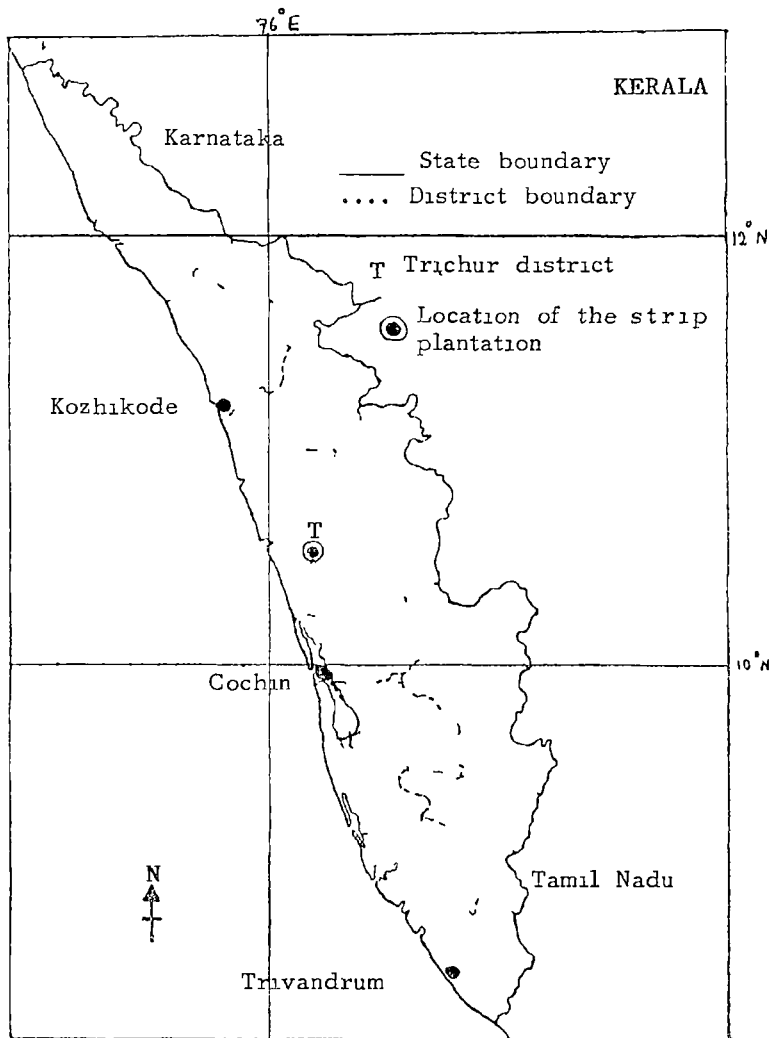 76°E
KERALA
Karnataka
State boundary
.... District boundary
12°N
T Trichur district
Location of the strip
plantation
Kozhikode
T
10°N
Cochin
N
Tamil Nadu
Trivandrum